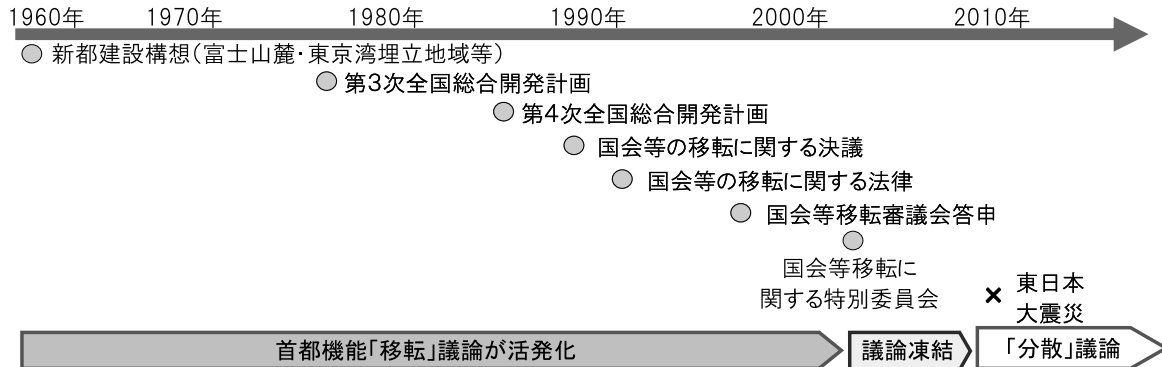 1960年 1970年 1980年 1990年 2000年 2010年
新都建設構想（富士山麓・東京湾埋立地域等）
第3次全国総合開発計画
第4次全国総合開発計画
国会等の移転に関する決議
国会等の移転に関する法律
国会等移転審議会答申
国会等移転に
関する特別委員会
東日本
大震災
首都機能「移転」議論が活発化
議論凍結
「分散」議論